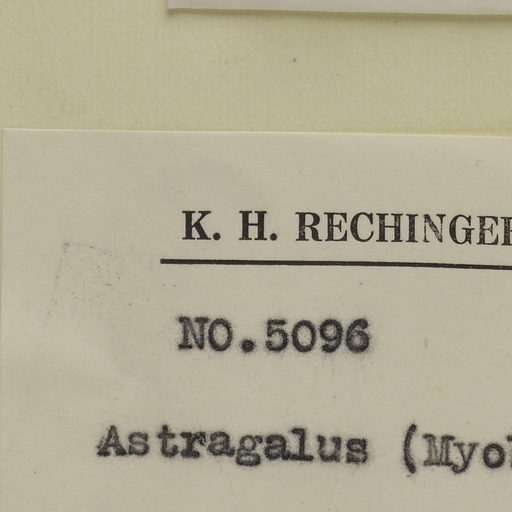 K. H. RECHINGER
NO.5096
Astragalus (Myo